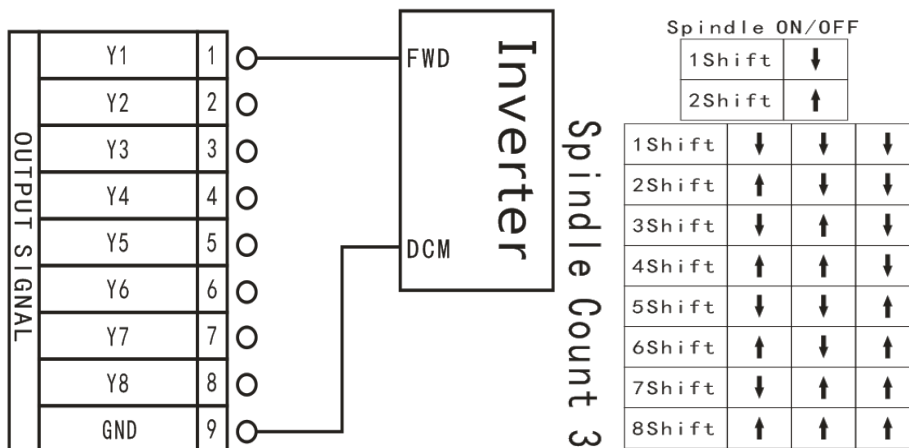 OUTPUT SIGNAL
Y1 1
Y2 2
Y3 3
Y4 4
Y5 5
Y6 6
Y7 7
Y8 8
GND 9
FWD
DCM
Inverter
Spindle Count 3
Spindle ON/OFF
1Shift ↓
2Shift ↑
1Shift ↓ ↓ ↓
2Shift ↑ ↓ ↓
3Shift ↓ ↑ ↓
4Shift ↑ ↑ ↓
5Shift ↓ ↓ ↑
6Shift ↑ ↓ ↑
7Shift ↓ ↑ ↑
8Shift ↑ ↑ ↑